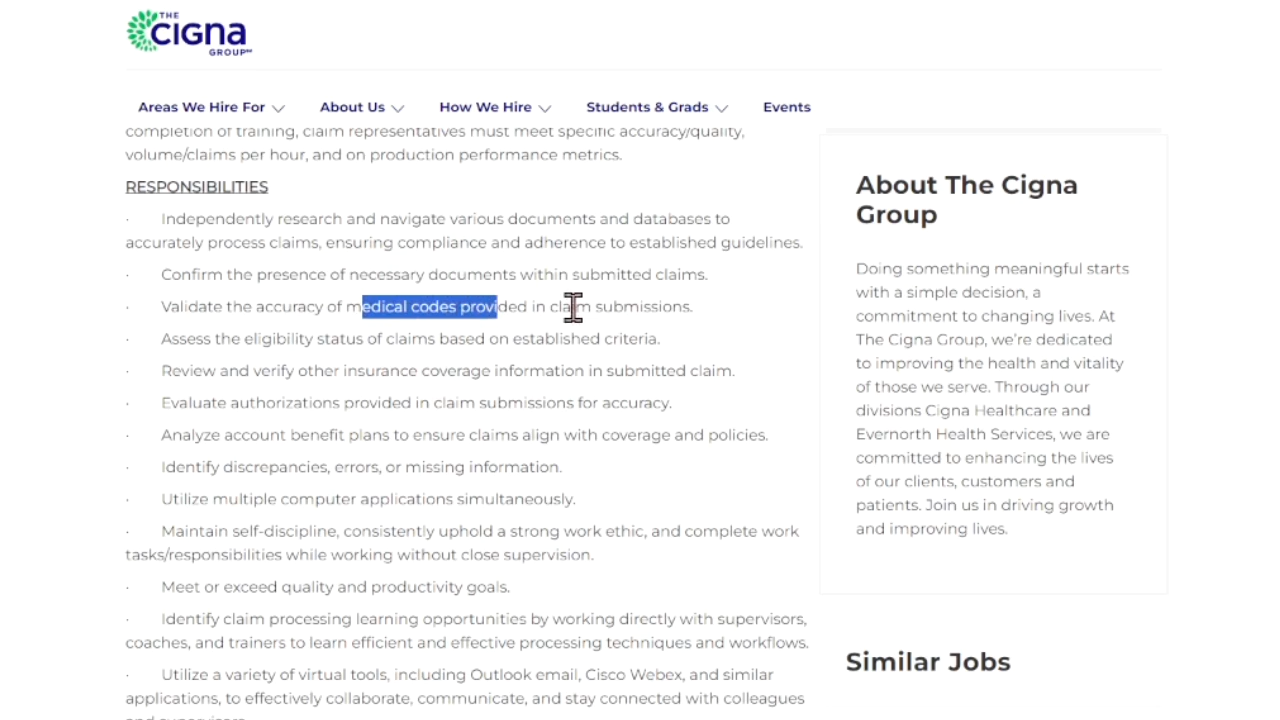 THE
Cigna
GROUP
Areas We Hire For
About Us
How We Hire
Students & Grads
Events
completion of training, claim representatives must meet specific accuracy/quality,
volume/claims per hour, and on production performance metrics.
RESPONSIBILITIES
· Independently research and navigate various documents and databases to
accurately process claims, ensuring compliance and adherence to established guidelines.
· Confirm the presence of necessary documents within submitted claims.
· Validate the accuracy of medical codes provided in claim submissions.
· Assess the eligibility status of claims based on established criteria.
· Review and verify other insurance coverage information in submitted claim.
· Evaluate authorizations provided in claim submissions for accuracy.
· Analyze account benefit plans to ensure claims align with coverage and policies.
· Identify discrepancies, errors, or missing information.
· Utilize multiple computer applications simultaneously.
· Maintain self-discipline, consistently uphold a strong work ethic, and complete work
tasks/responsibilities while working without close supervision.
· Meet or exceed quality and productivity goals.
· Identify claim processing learning opportunities by working directly with supervisors,
coaches, and trainers to learn efficient and effective processing techniques and workflows.
· Utilize a variety of virtual tools, including Outlook email, Cisco Webex, and similar
applications, to effectively collaborate, communicate, and stay connected with colleagues
and supervisors.
About The Cigna
Group
Doing something meaningful starts
with a simple decision, a
commitment to changing lives. At
The Cigna Group, we're dedicated
to improving the health and vitality
of those we serve. Through our
divisions Cigna Healthcare and
Evernorth Health Services, we are
committed to enhancing the lives
of our clients, customers and
patients. Join us in driving growth
and improving lives.
Similar Jobs